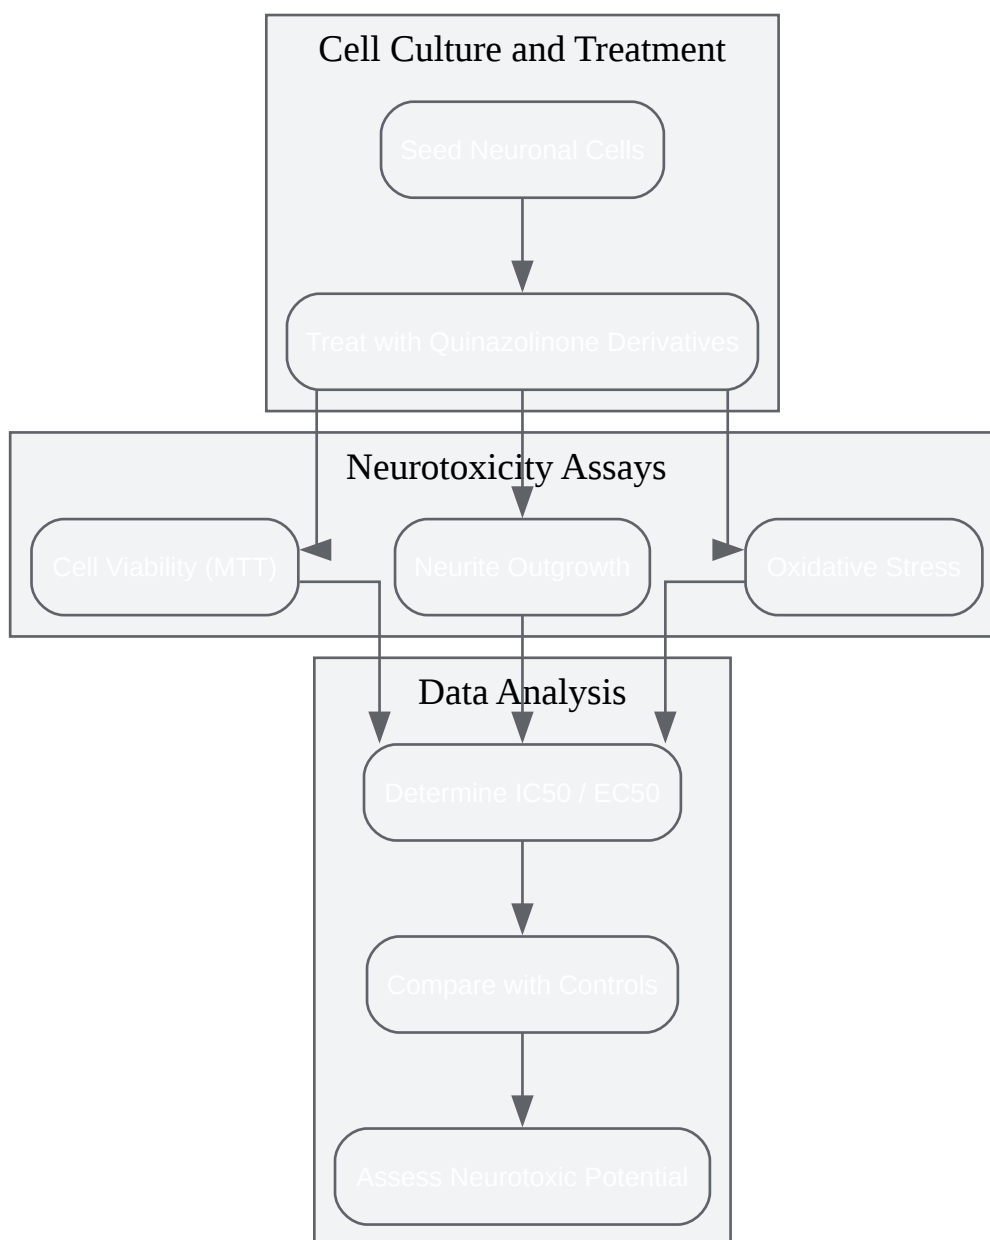 Cell Culture and Treatment
Seed Neuronal Cells
Treat with Quinazolinone Derivatives
Neurotoxicity Assays
Cell Viability (MTT)
Neurite Outgrowth
Oxidative Stress
Data Analysis
Determine IC50 / EC50
Compare with Controls
Assess Neurotoxic Potential